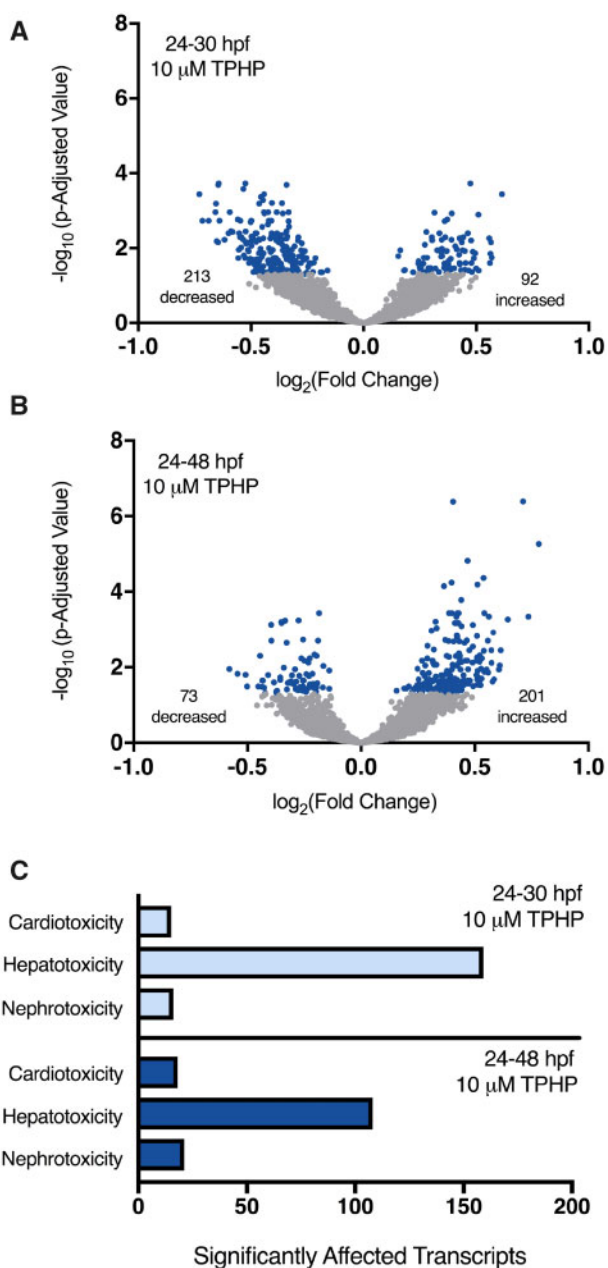 A
24-30 hpf
10 μM TPHP
-log10 (p-Adjusted Value)
8
6
4
2
0
213
decreased
92
increased
-1.0 -0.5 0.0 0.5 1.0
log2(Fold Change)
B
24-48 hpf
10 μM TPHP
-log10 (p-Adjusted Value)
8
6
4
2
0
73
decreased
201
increased
-1.0 -0.5 0.0 0.5 1.0
log2(Fold Change)
C
24-30 hpf
10 μM TPHP
Cardiotoxicity
Hepatotoxicity
Nephrotoxicity
24-48 hpf
10 μM TPHP
Cardiotoxicity
Hepatotoxicity
Nephrotoxicity
0 50 100 150 200
Significantly Affected Transcripts